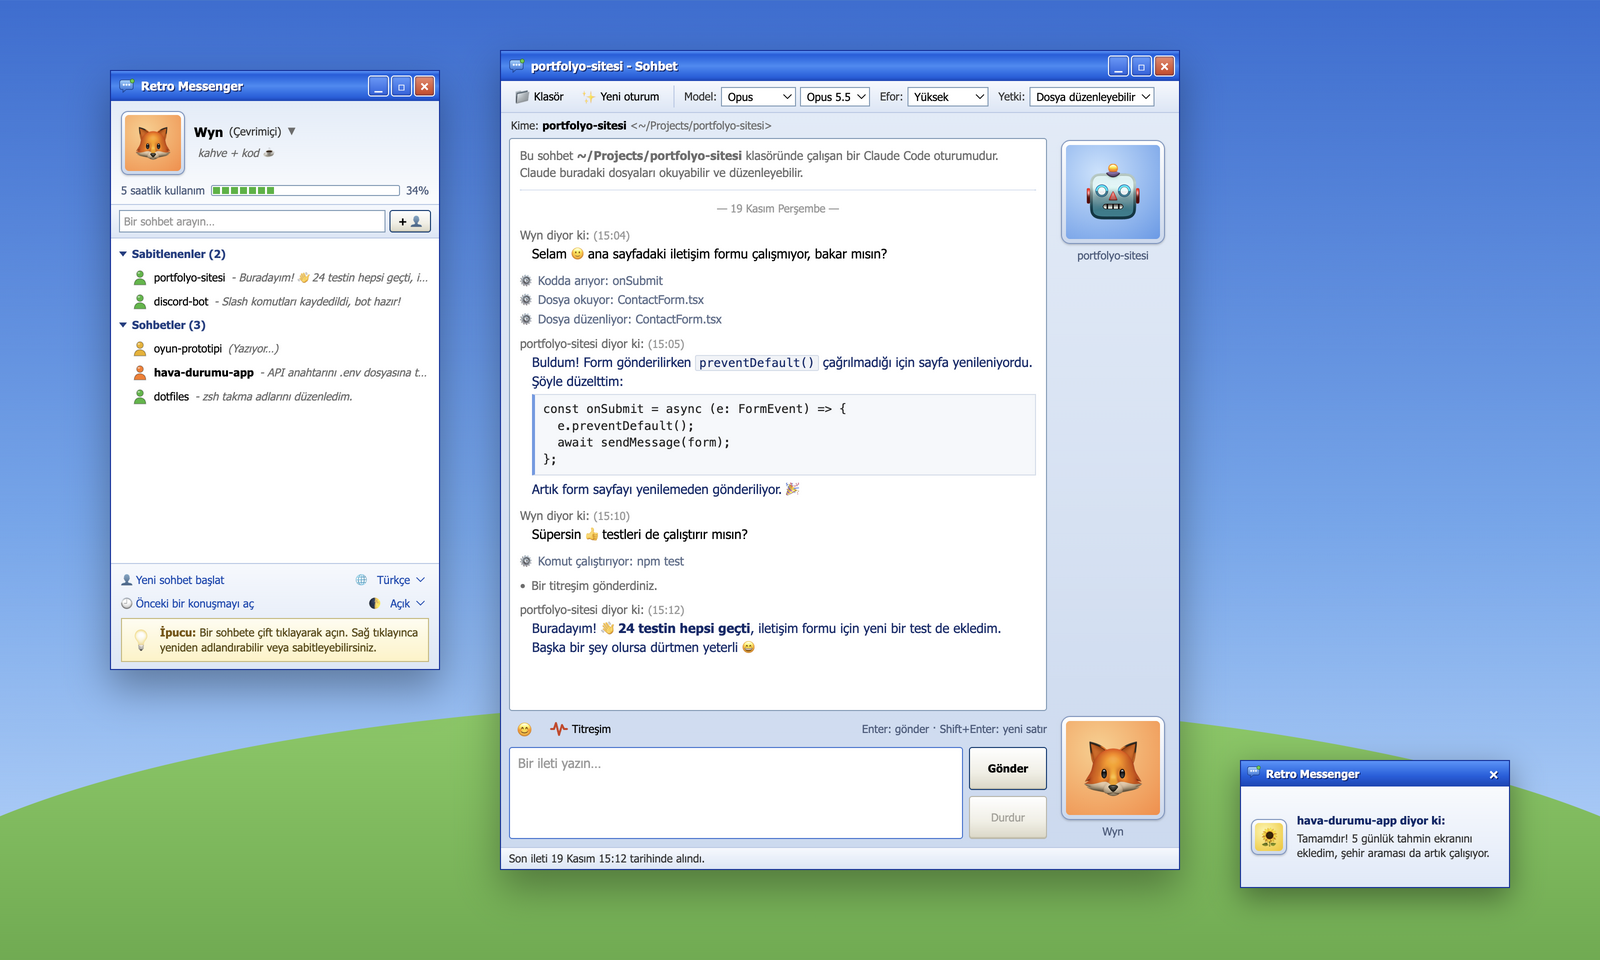 Retro Messenger
Wyn (Çevrimiçi) ▼
kahve + kod ☕
5 saatlik kullanım 34%
Bir sohbet arayın...
+
Sabitlenenler (2)
portfolyo-sitesi - Buradayım! 👋 24 testin hepsi geçti, i...
discord-bot - Slash komutları kaydedildi, bot hazır!
Sohbetler (3)
oyun-prototipi (Yazıyor...)
hava-durumu-app - API anahtarını .env dosyasına t...
dotfiles - zsh takma adlarını düzenledim.
Yeni sohbet başlat
Türkçe
Önceki bir konuşmayı aç
Açık
İpucu: Bir sohbete çift tıklayarak açın. Sağ tıklayınca
yeniden adlandırabilir veya sabitleyebilirsiniz.
portfolyo-sitesi - Sohbet
Klasör Yeni oturum Model: Opus Opus 5.5 Efor: Yüksek Yetki: Dosya düzenleyebilir
Kime: portfolyo-sitesi <~/Projects/portfolyo-sitesi>
Bu sohbet ~/Projects/portfolyo-sitesi klasöründe çalışan bir Claude Code oturumudur.
Claude buradaki dosyaları okuyabilir ve düzenleyebilir.
— 19 Kasım Perşembe —
Wyn diyor ki: (15:04)
Selam 🙂 ana sayfadaki iletişim formu çalışmıyor, bakar mısın?
Kodda arıyor: onSubmit
Dosya okuyor: ContactForm.tsx
Dosya düzenliyor: ContactForm.tsx
portfolyo-sitesi diyor ki: (15:05)
Buldum! Form gönderilirken preventDefault() çağrılmadığı için sayfa yenileniyordu.
Şöyle düzelttim:
const onSubmit = async (e: FormEvent) => {
  e.preventDefault();
  await sendMessage(form);
};
Artık form sayfayı yenilemeden gönderiliyor. 🎉
Wyn diyor ki: (15:10)
Süpersin 👍 testleri de çalıştırır mısın?
Komut çalıştırıyor: npm test
• Bir titreşim gönderdiniz.
portfolyo-sitesi diyor ki: (15:12)
Buradayım! 👋 24 testin hepsi geçti, iletişim formu için yeni bir test de ekledim.
Başka bir şey olursa dürtmen yeterli 😄
portfolyo-sitesi
Titreşim
Enter: gönder · Shift+Enter: yeni satır
Bir ileti yazın...
Gönder
Durdur
Wyn
Son ileti 19 Kasım 15:12 tarihinde alındı.
Retro Messenger
hava-durumu-app diyor ki:
Tamamdır! 5 günlük tahmin ekranını
ekledim, şehir araması da artık çalışıyor.